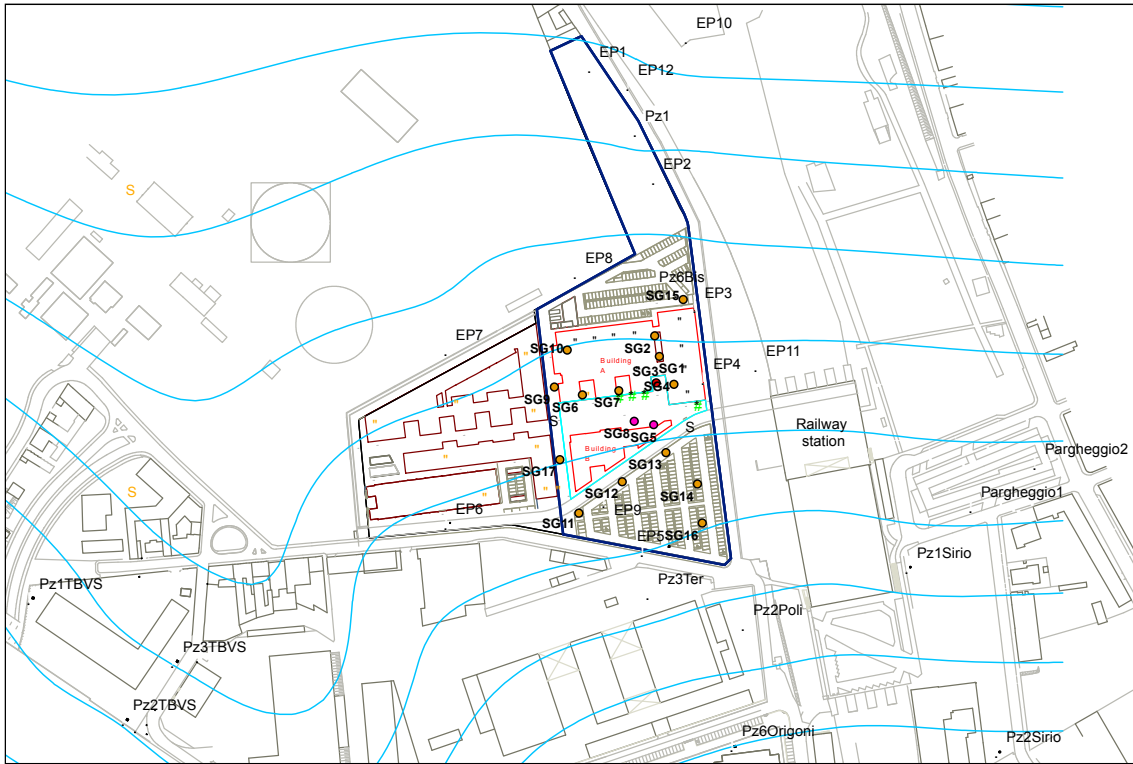 EP10
EP1
EP12
Pz1
EP2
S
EP8
Pz6Bis
SG15
EP3
EP7
SG10
Building
A
SG2
SG1
SG3
SG4
EP4
EP11
SG9
SG6
SG7
# # #
#
S
SG8
SG5
S
Railway
station
Building
B
SG13
Pargheggio2
SG17
S
SG12
SG14
Pargheggio1
EP6
SG11
EP9
EP5
SG16
Pz1Sirio
Pz1TBVS
Pz3Ter
Pz2Poli
Pz3TBVS
Pz2TBVS
Pz6Origoni
Pz2Sirio